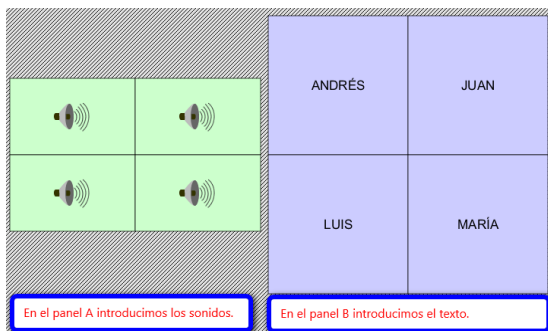 ANDRÉS
JUAN
LUIS
MARÍA
En el panel A introducimos los sonidos.
En el panel B introducimos el texto.